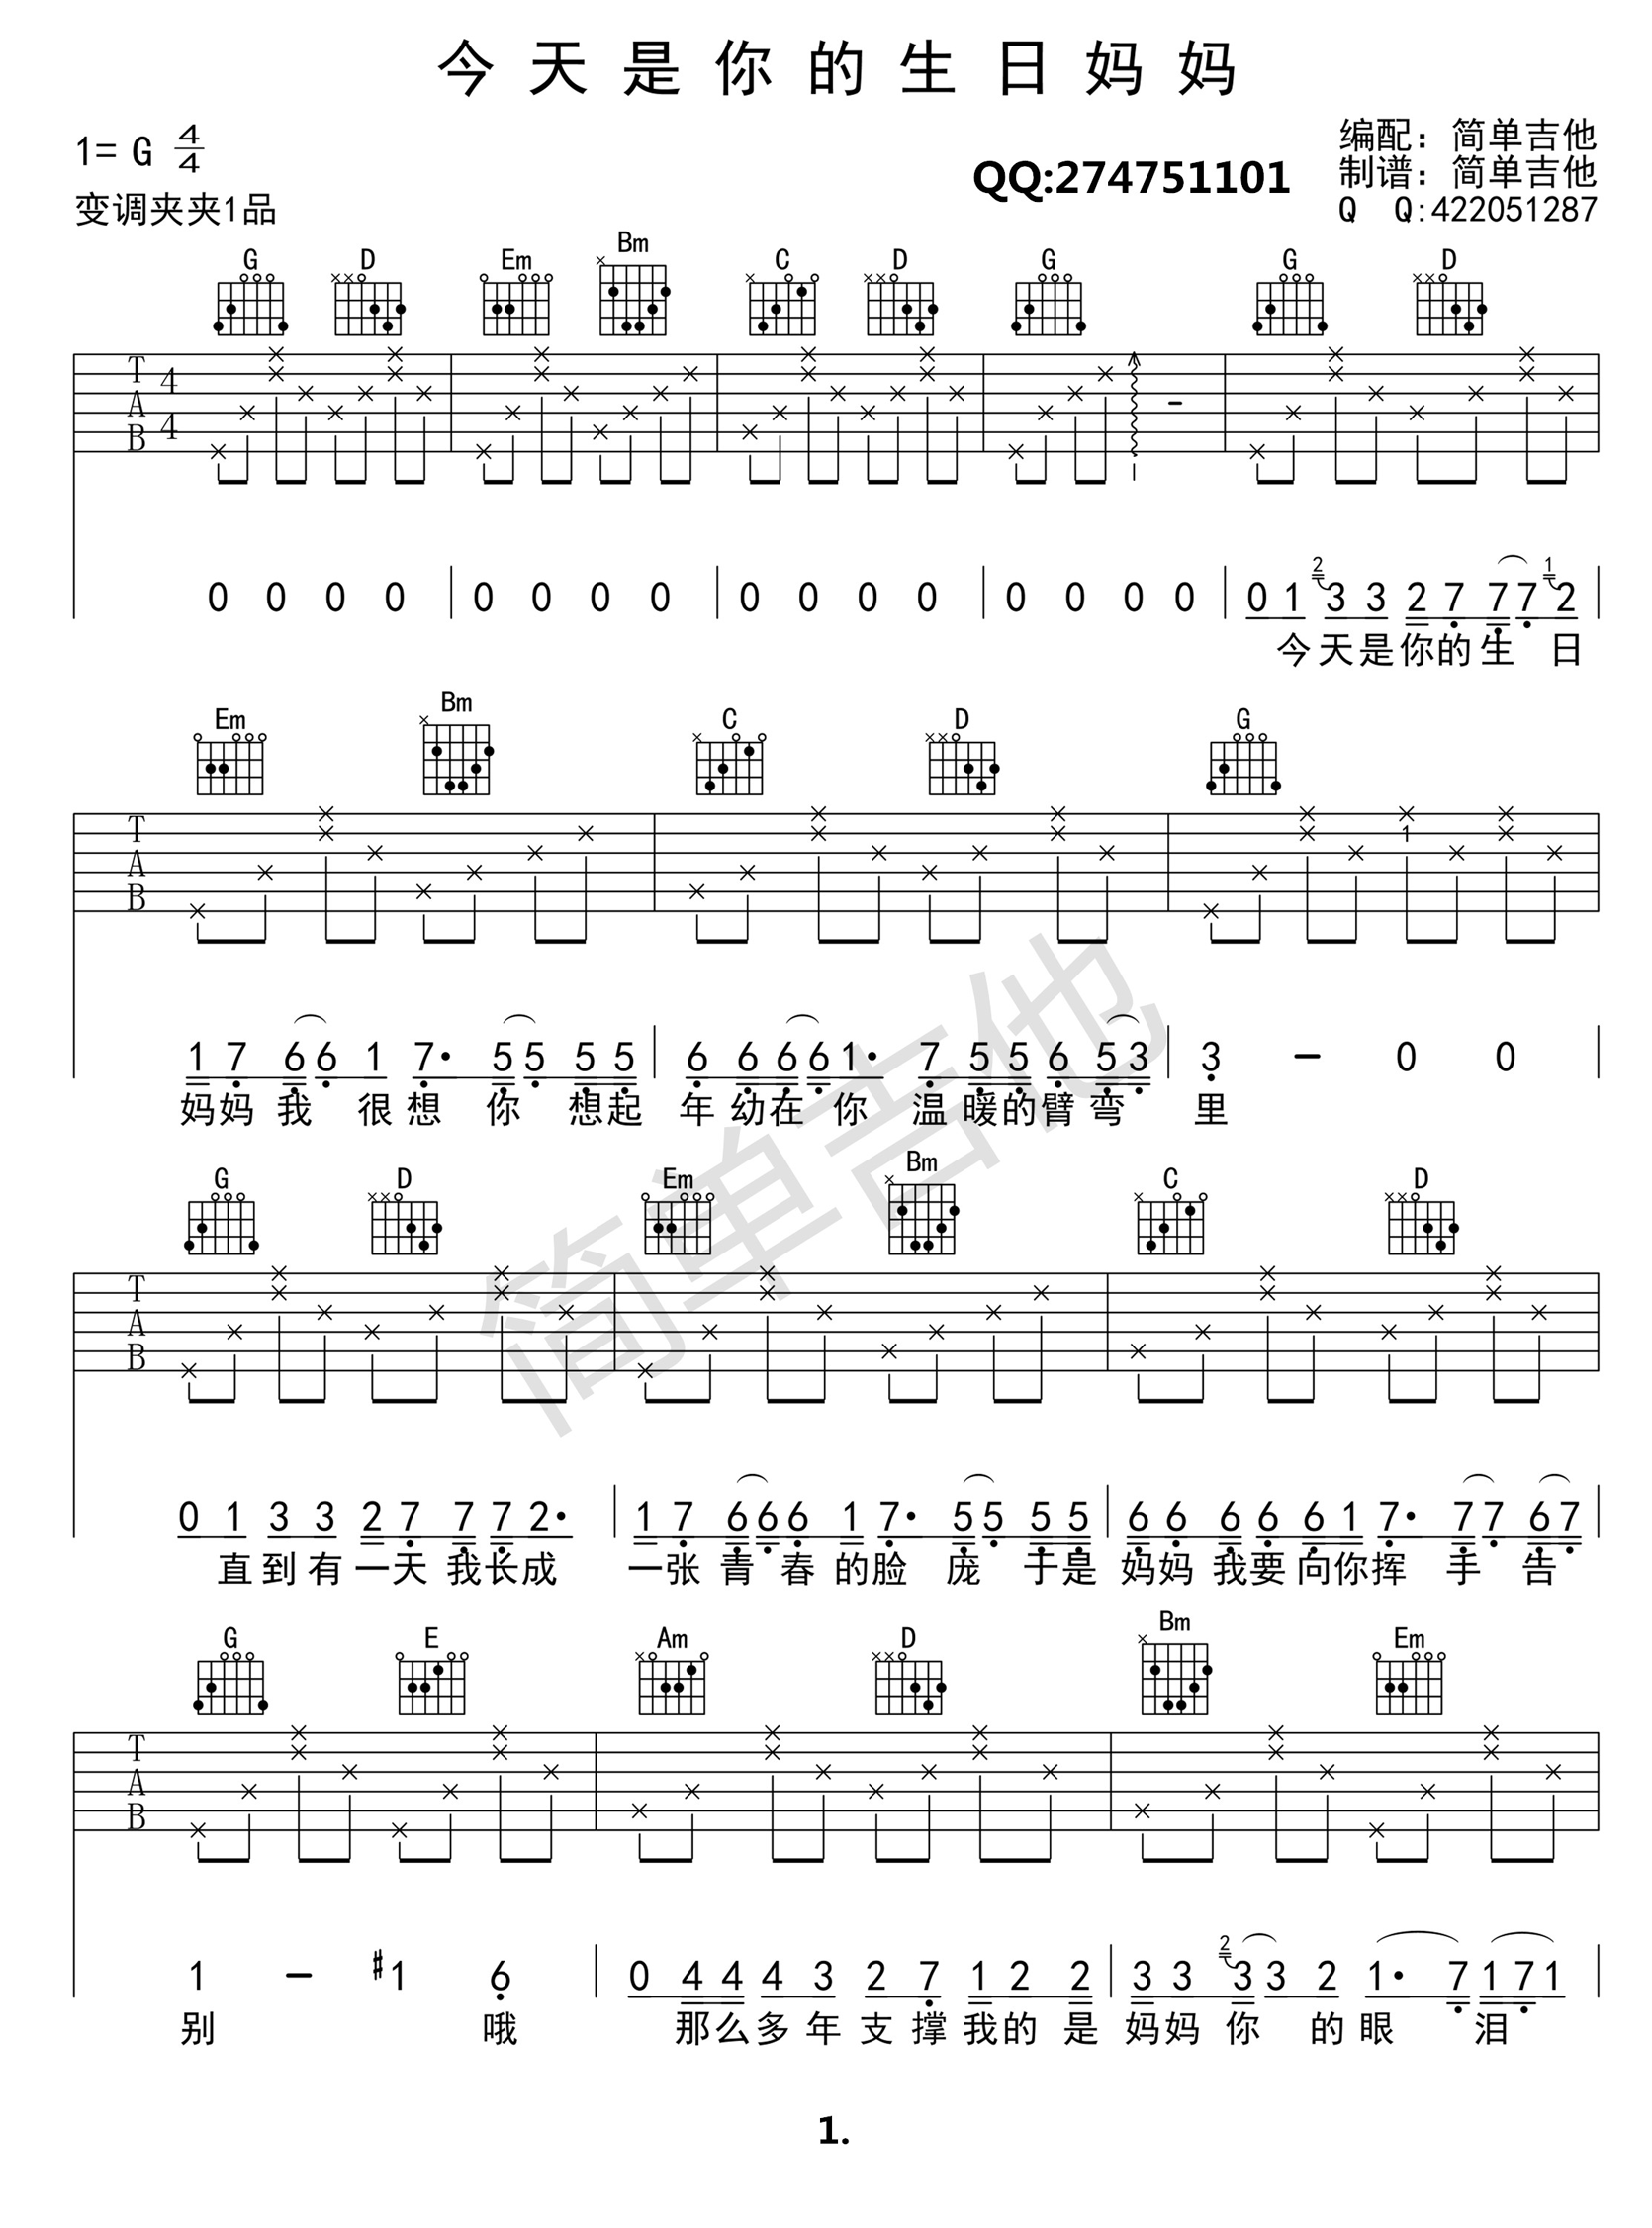 今天是你的生日妈妈
1= G 4/4
变调夹夹1品
QQ:274751101
编配：简单吉他
制谱：简单吉他
Q Q:422051287
G D Em Bm C D G G D
T A B 4 4
0 0 0 0 0 0 0 0 0 0 0 0 0 0 0 0 0 1 2 3 3 2 7 7 7 1 2
今天是你的生 日
Em Bm C D G
T A B 1
1 7 6 6 1 7· 5 5 5 5 6 6 6 6 1· 7 5 5 6 5 3 3 - 0 0
妈妈 我 很 想 你 想起 年 幼在 你 温 暖的臂 弯 里
G D Em Bm C D
T A B
0 1 3 3 2 7 7 7 2· 1 7 6 6 6 1 7· 5 5 5 5 6 6 6 6 6 1 7· 7 7 6 7
直到有一天 我长成 一张 青 春 的脸 庞 于是 妈妈 我要 向你挥 手 告
G E Am D Bm Em
T A B
1 - #1 6 0 4 4 4 3 2 7 1 2 2 3 3 2 3 3 2 1· 7 1 7 1
别 哦 那么多 年 支 撑 我的 是 妈妈 你 的 眼 泪
简单吉他
1.